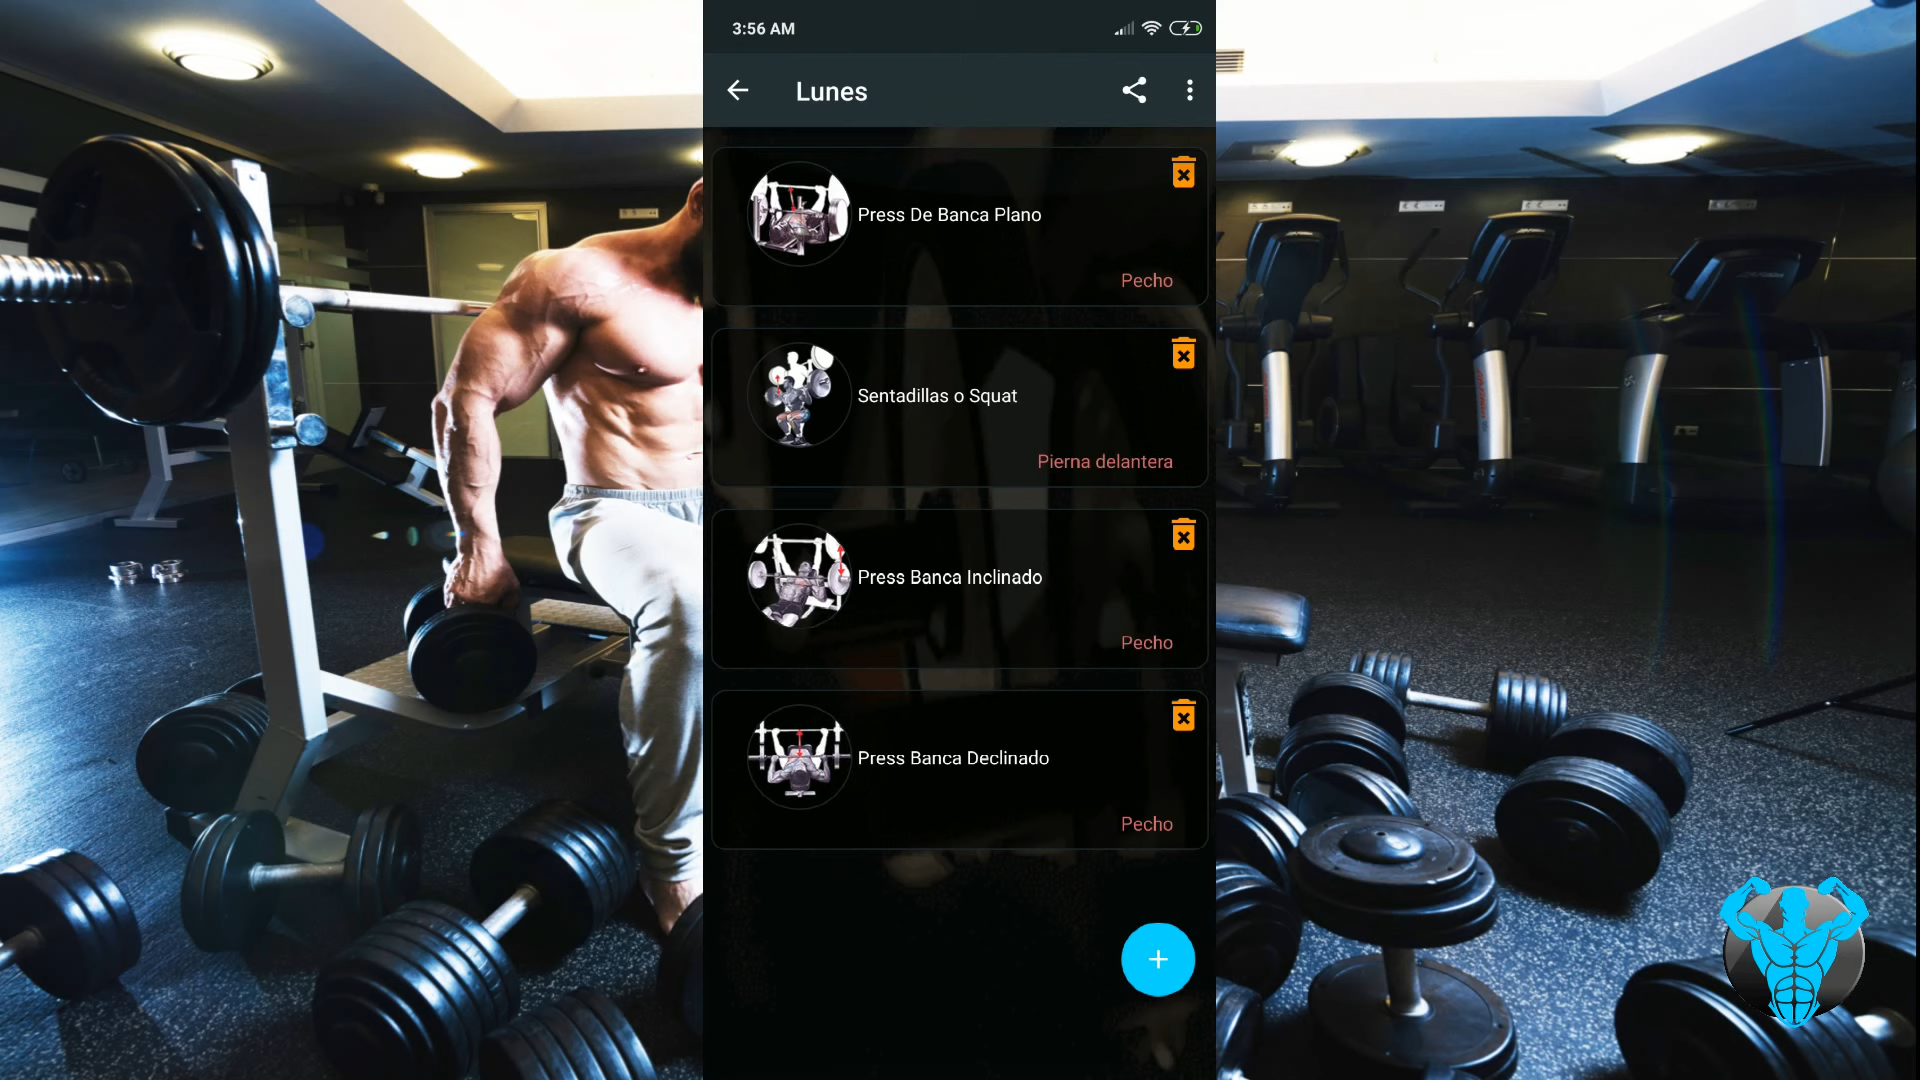 3:56 AM
Lunes
Press De Banca Plano
Pecho
Sentadillas o Squat
Pierna delantera
Press Banca Inclinado
Pecho
Press Banca Declinado
Pecho